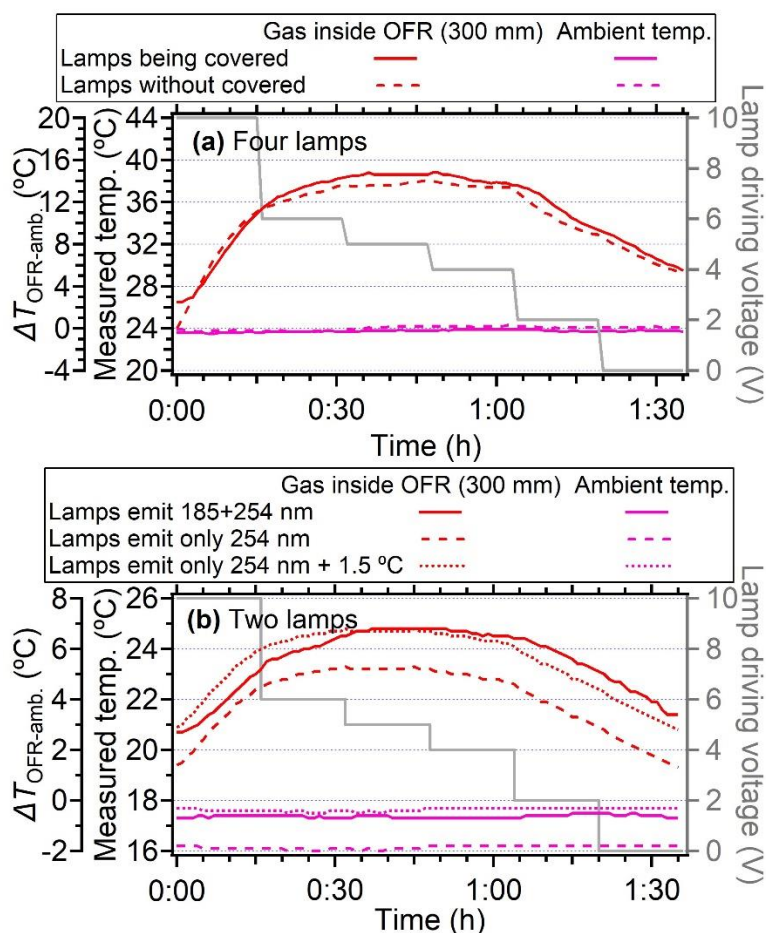 Gas inside OFR (300 mm) Ambient temp.
Lamps being covered
Lamps without covered
(a) Four lamps
ΔT_OFR-amb. (ºC)
20
16
12
8
4
0
-4
Measured temp. (ºC)
44
40
36
32
28
24
20
Lamp driving voltage (V)
10
8
6
4
2
0
0:00 0:30 1:00 1:30
Time (h)
Gas inside OFR (300 mm) Ambient temp.
Lamps emit 185+254 nm
Lamps emit only 254 nm
Lamps emit only 254 nm + 1.5 ºC
(b) Two lamps
ΔT_OFR-amb. (ºC)
8
6
4
2
0
-2
Measured temp. (ºC)
26
24
22
20
18
16
Lamp driving voltage (V)
10
8
6
4
2
0
0:00 0:30 1:00 1:30
Time (h)